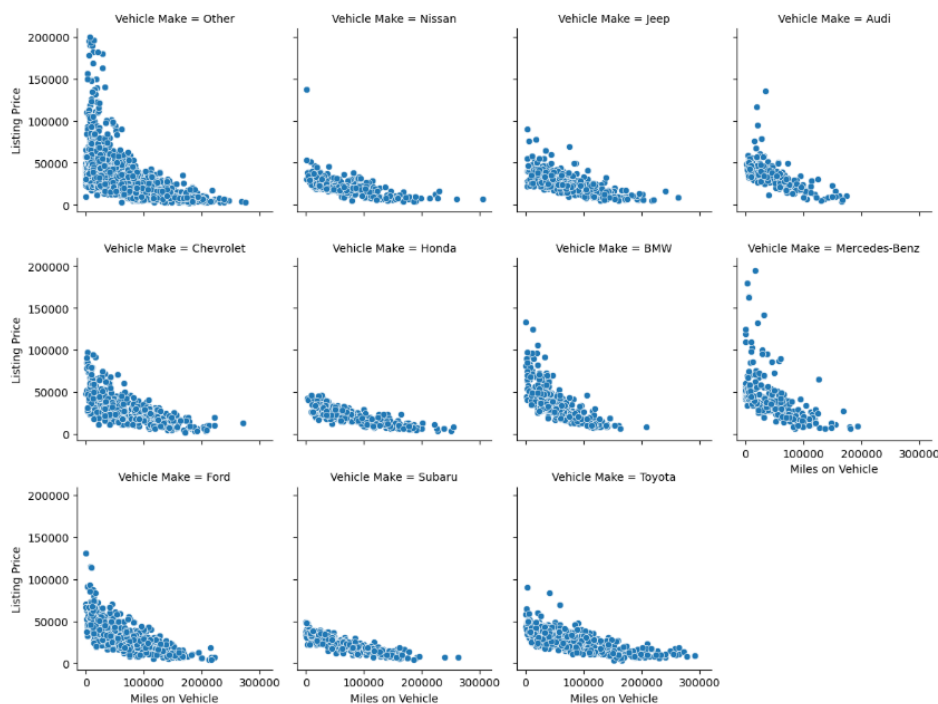 Vehicle Make = Other
Vehicle Make = Nissan
Vehicle Make = Jeep
Vehicle Make = Audi
200000
150000
100000
50000
0
Listing Price
Vehicle Make = Chevrolet
Vehicle Make = Honda
Vehicle Make = BMW
Vehicle Make = Mercedes-Benz
200000
150000
100000
50000
0
Listing Price
0 100000 200000 300000
Miles on Vehicle
Vehicle Make = Ford
Vehicle Make = Subaru
Vehicle Make = Toyota
200000
150000
100000
50000
0
Listing Price
0 100000 200000 300000
0 100000 200000 300000
0 100000 200000 300000
Miles on Vehicle
Miles on Vehicle
Miles on Vehicle